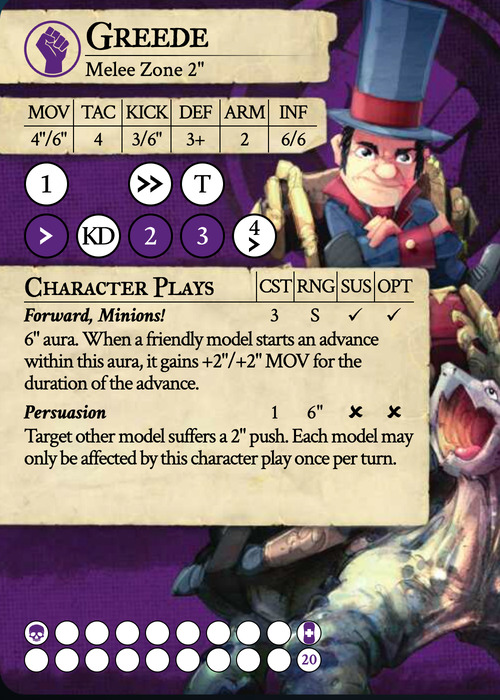 Greede
Melee Zone 2"
MOV TAC KICK DEF ARM INF
4"/6" 4 3/6" 3+ 2 6/6
1 >> T
> KD 2 3 4 >
Character Plays CST RNG SUS OPT
Forward, Minions! 3 S ✓ ✓
6" aura. When a friendly model starts an advance
within this aura, it gains +2"/+2" MOV for the
duration of the advance.
Persuasion 1 6" ✘ ✘
Target other model suffers a 2" push. Each model may
only be affected by this character play once per turn.
20